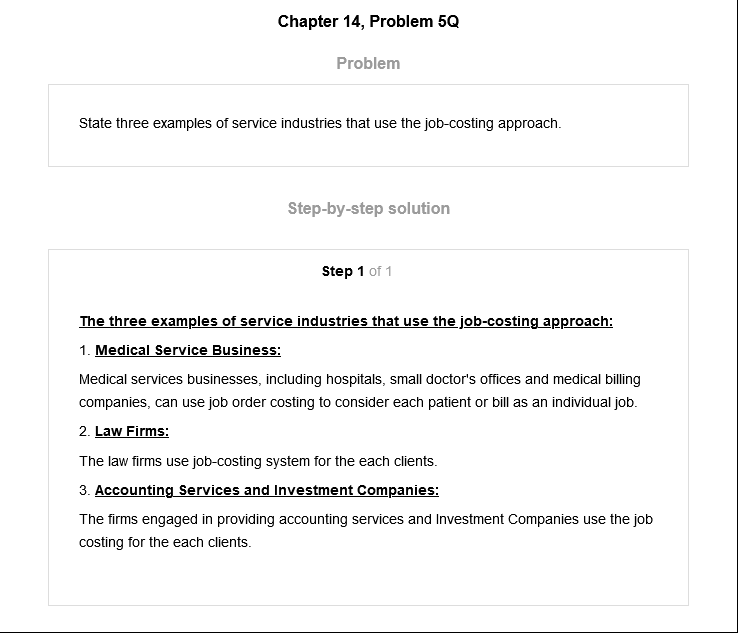 Chapter 14, Problem 5Q
Problem
State three examples of service industries that use the job-costing approach.
Step-by-step solution
Step 1 of 1
The three examples of service industries that use the job-costing approach:
1. Medical Service Business:
Medical services businesses, including hospitals, small doctor's offices and medical billing
companies, can use job order costing to consider each patient or bill as an individual job.
2. Law Firms:
The law firms use job-costing system for the each clients.
3. Accounting Services and Investment Companies:
The firms engaged in providing accounting services and Investment Companies use the job
costing for the each clients.